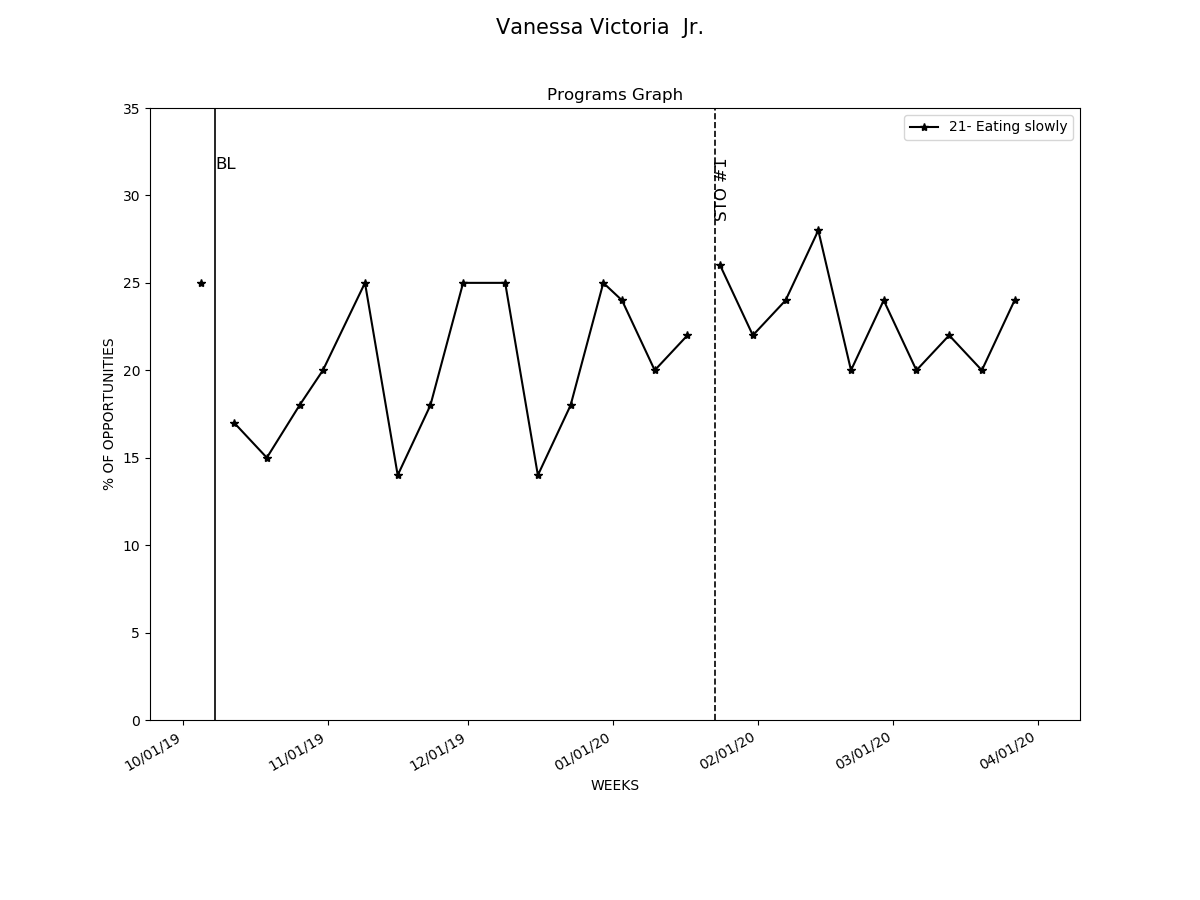 Vanessa Victoria  Jr.
Programs Graph
35
21- Eating slowly
BL
STO #1
30
25
20
15
10
5
0
% OF OPPORTUNITIES
10/01/19
11/01/19
12/01/19
01/01/20
02/01/20
03/01/20
04/01/20
WEEKS